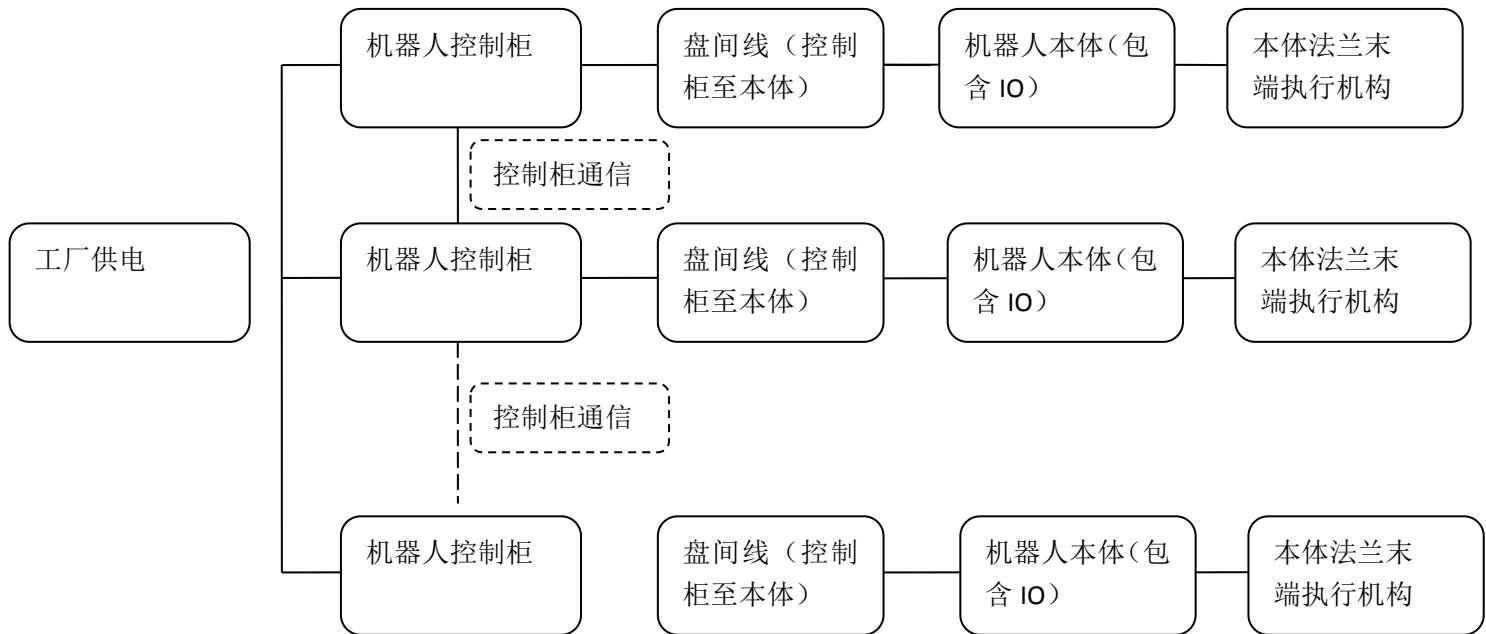 机器人控制柜
盘间线（控制
柜至本体）
机器人本体（包
含 IO）
本体法兰末
端执行机构
控制柜通信
工厂供电
机器人控制柜
盘间线（控制
柜至本体）
机器人本体（包
含 IO）
本体法兰末
端执行机构
控制柜通信
机器人控制柜
盘间线（控制
柜至本体）
机器人本体（包
含 IO）
本体法兰末
端执行机构